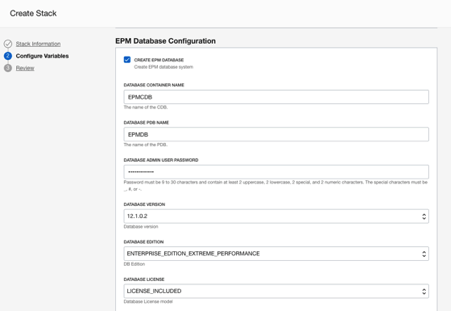 Create Stack
Stack Information
2 Configure Variables
3 Review
EPM Database Configuration
CREATE EPM DATABASE
Create EPM database system
DATABASE CONTAINER NAME
EPMCDB
The name of the CDB.
DATABASE PDB NAME
EPMDB
The name of the PDB.
DATABASE ADMIN USER PASSWORD
Password must be 9 to 30 characters and contain at least 2 uppercase, 2 lowercase, 2 special, and 2 numeric characters. The special characters must be
_, #, or -.
DATABASE VERSION
12.1.0.2
Database version
DATABASE EDITION
ENTERPRISE_EDITION_EXTREME_PERFORMANCE
DB Edition
DATABASE LICENSE
LICENSE_INCLUDED
Database License model